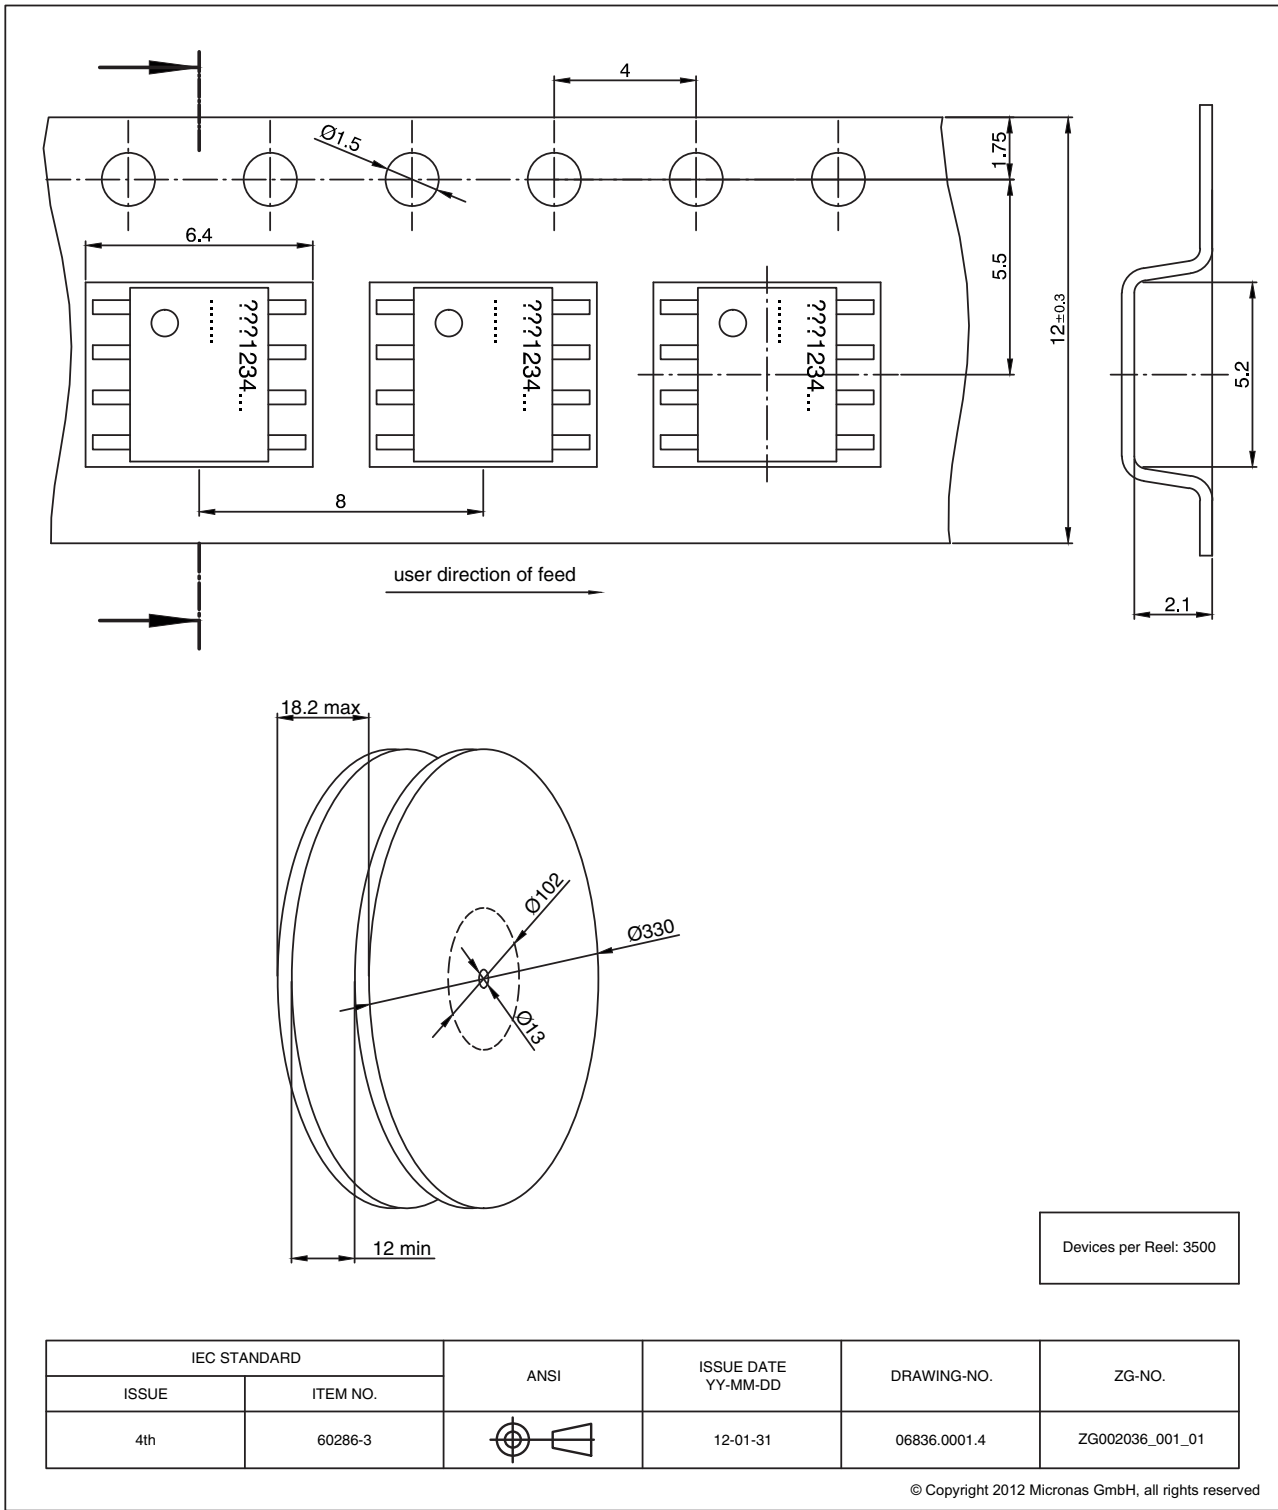 4
Ø1.5
1.75
6.4
5.5
12±0.3
???1234...
......
???1234...
......
???1234...
......
5.2
8
user direction of feed
2.1
18.2 max
Ø102
Ø330
Ø13
12 min
Devices per Reel: 3500
IEC STANDARD
ANSI
ISSUE DATE
YY-MM-DD
DRAWING-NO.
ZG-NO.
ISSUE
ITEM NO.
4th
60286-3
12-01-31
06836.0001.4
ZG002036_001_01
© Copyright 2012 Micronas GmbH, all rights reserved